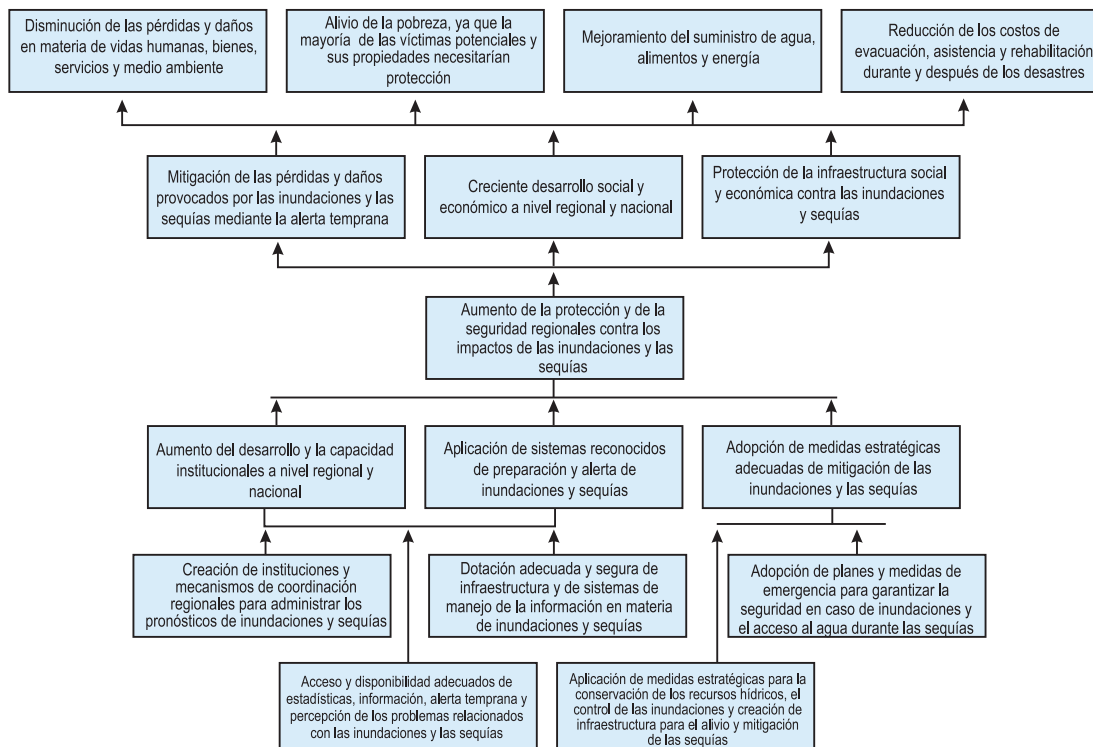 Disminución de las pérdidas y daños
en materia de vidas humanas, bienes,
servicios y medio ambiente
Alivio de la pobreza, ya que la
mayoría de las víctimas potenciales y
sus propiedades necesitarían
protección
Mejoramiento del suministro de agua,
alimentos y energía
Reducción de los costos de
evacuación, asistencia y rehabilitación
durante y después de los desastres
Mitigación de las pérdidas y daños
provocados por las inundaciones y las
sequías mediante la alerta temprana
Creciente desarrollo social y
económico a nivel regional y nacional
Protección de la infraestructura social
y económica contra las inundaciones
y sequías
Aumento de la protección y de la
seguridad regionales contra los
impactos de las inundaciones y las
sequías
Aumento del desarrollo y la capacidad
institucionales a nivel regional y
nacional
Aplicación de sistemas reconocidos
de preparación y alerta de
inundaciones y sequías
Adopción de medidas estratégicas
adecuadas de mitigación de las
inundaciones y las sequías
Creación de instituciones y
mecanismos de coordinación
regionales para administrar los
pronósticos de inundaciones y sequías
Dotación adecuada y segura de
infraestructura y de sistemas de
manejo de la información en materia
de inundaciones y sequías
Adopción de planes y medidas de
emergencia para garantizar la
seguridad en caso de inundaciones y
el acceso al agua durante las sequías
Acceso y disponibilidad adecuados de
estadísticas, información, alerta temprana y
percepción de los problemas relacionados
con las inundaciones y las sequías
Aplicación de medidas estratégicas para la
conservación de los recursos hídricos, el
control de las inundaciones y creación de
infraestructura para el alivio y mitigación
de las sequías